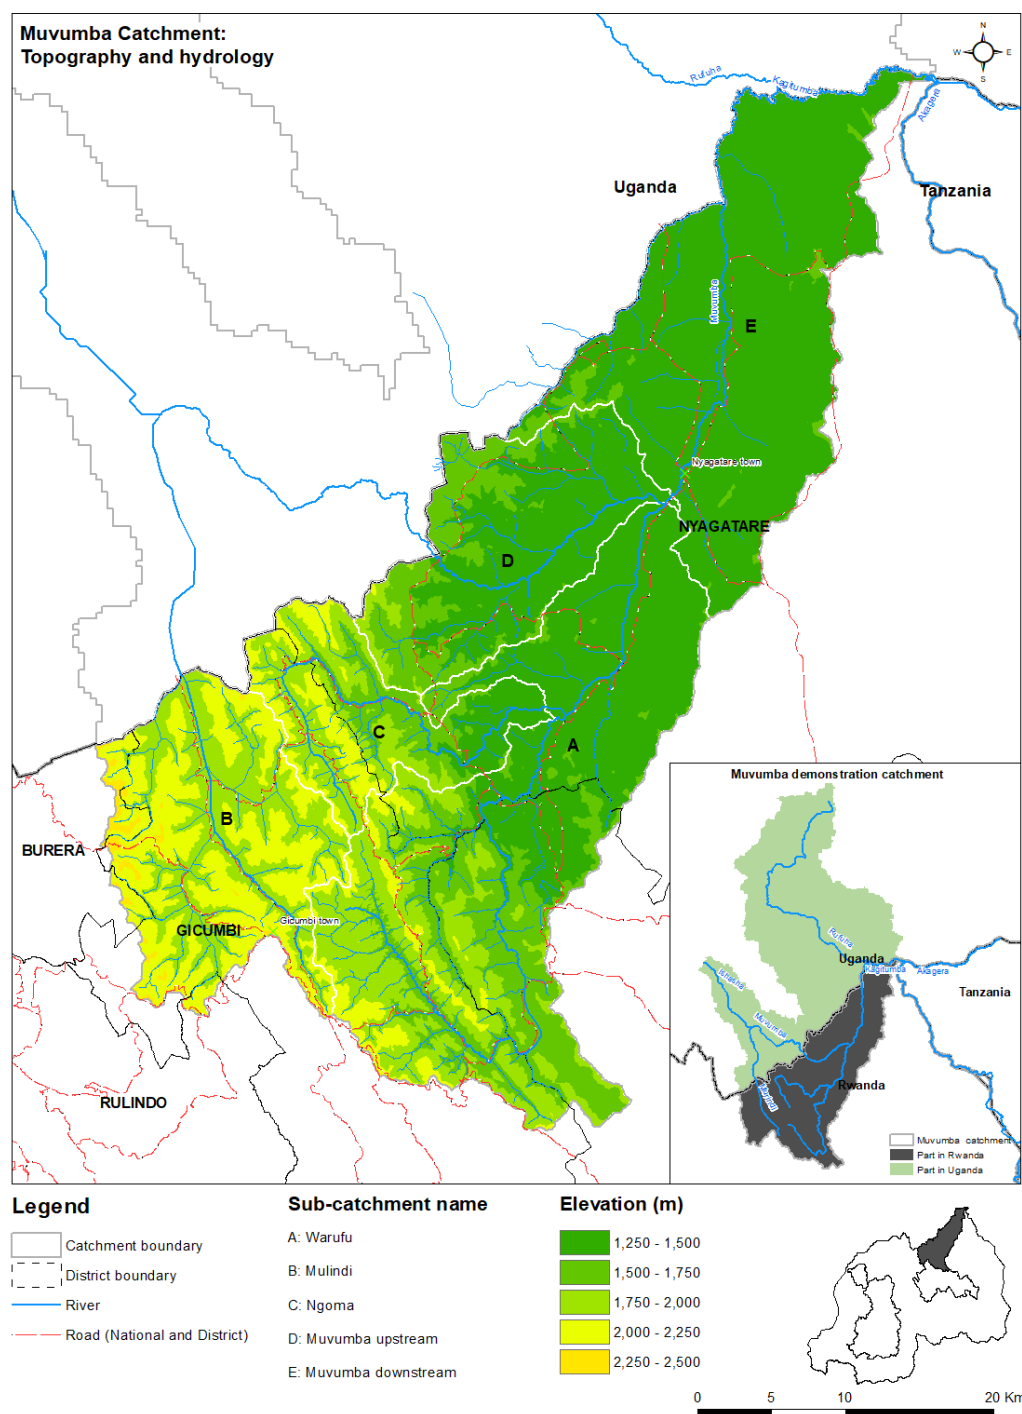 Muvumba Catchment:
Topography and hydrology
N
W
E
S
Rufuha
Kagitumba
Akagera
Uganda
Tanzania
Muvumba
E
Nyagatare town
NYAGATARE
D
C
A
B
BURERA
GICUMBI
Gicumbi town
RULINDO
Muvumba demonstration catchment
Rufuha
Uganda
Kagitumba
Akagera
Tanzania
Ishasha
Muvumba
Rwanda
Mulindi
Muvumba catchment
Part in Rwanda
Part in Uganda
Legend
Catchment boundary
District boundary
River
Road (National and District)
Sub-catchment name
A: Warufu
B: Mulindi
C: Ngoma
D: Muvumba upstream
E: Muvumba downstream
Elevation (m)
1,250 - 1,500
1,500 - 1,750
1,750 - 2,000
2,000 - 2,250
2,250 - 2,500
0 5 10 20 Km